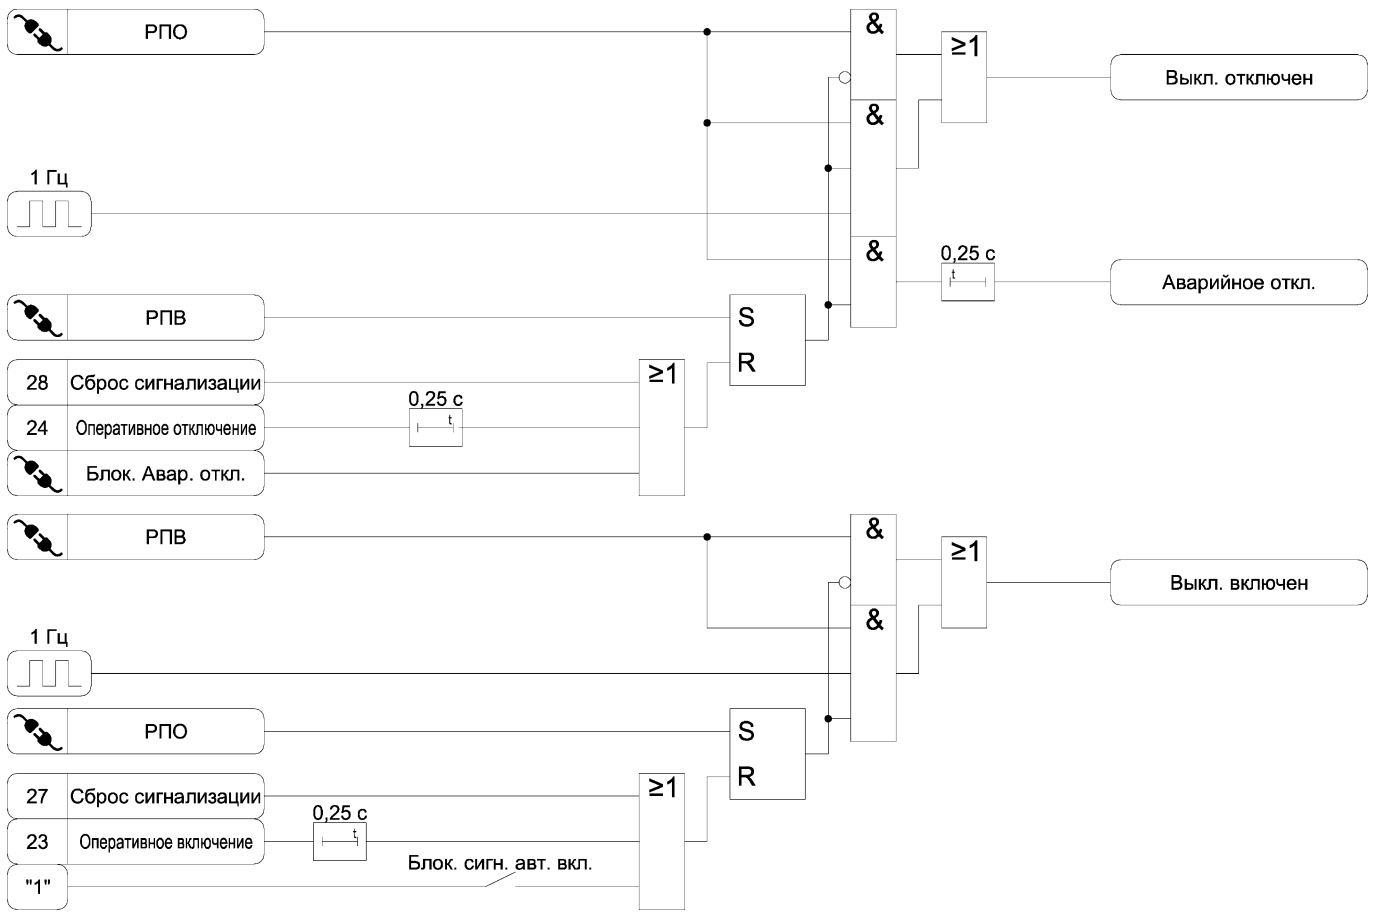 РПО
&
≥1
Выкл. отключен
&
1 Гц
&
0,25 с
t
Аварийное откл.
РПВ
S
R
28 Сброс сигнализации
≥1
0,25 с
t
24 Оперативное отключение
Блок. Авар. откл.
РПВ
&
≥1
Выкл. включен
&
1 Гц
РПО
S
R
27 Сброс сигнализации
≥1
0,25 с
t
23 Оперативное включение
Блок. сигн. авт. вкл.
"1"